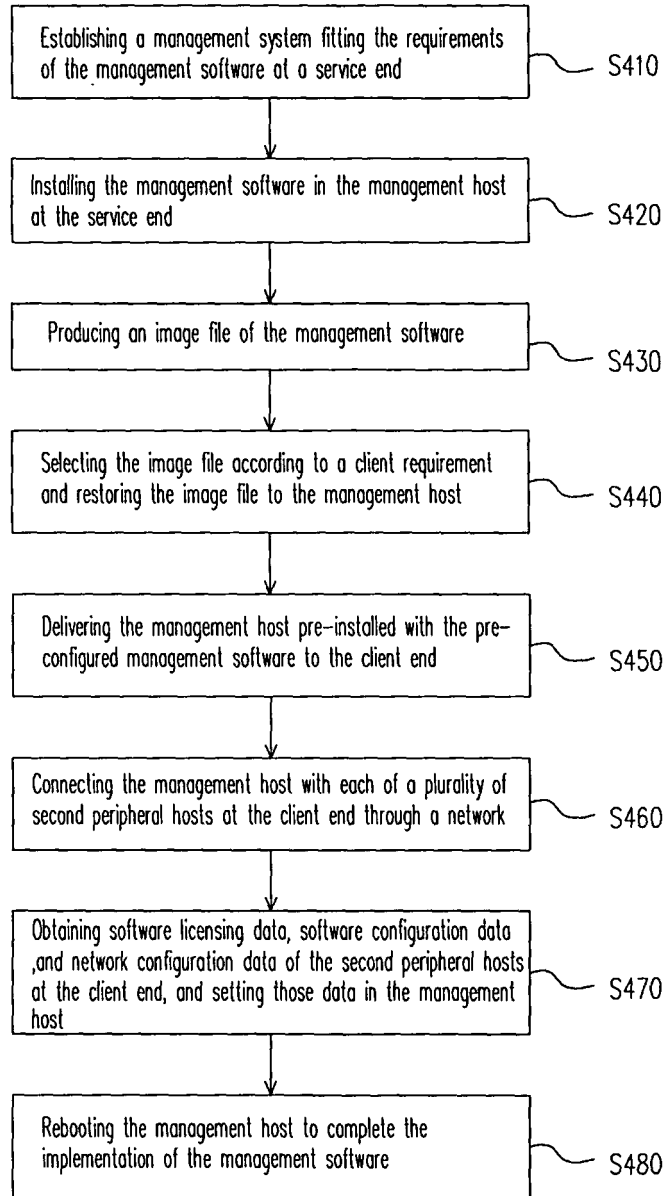 Establishing a management system fitting the requirements
of the management software at a service end
S410
Installing the management software in the management host
at the service end
S420
Producing an image file of the management software
S430
Selecting the image file according to a client requirement
and restoring the image file to the management host
S440
Delivering the management host pre-installed with the pre-
configured management software to the client end
S450
Connecting the management host with each of a plurality of
second peripheral hosts at the client end through a network
S460
Obtaining software licensing data, software configuration data
,and network configuration data of the second peripheral hosts
at the client end, and setting those data in the management
host
S470
Rebooting the management host to complete the
implementation of the management software
S480